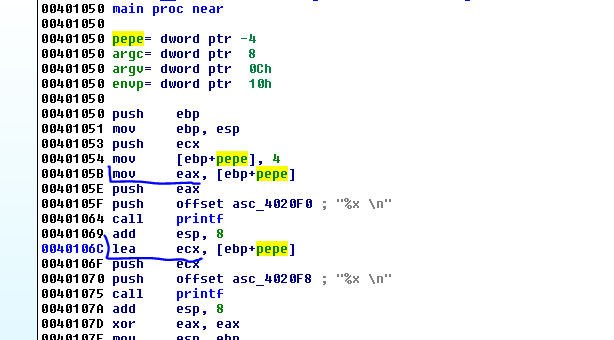 00401050 main proc near
00401050
00401050 pepe= dword ptr -4
00401050 argc= dword ptr  8
00401050 argv= dword ptr  0Ch
00401050 envp= dword ptr  10h
00401050
00401050 push    ebp
00401051 mov     ebp, esp
00401053 push    ecx
00401054 mov     [ebp+pepe], 4
0040105B mov     eax, [ebp+pepe]
0040105E push    eax
0040105F push    offset asc_4020F0 ; "%x \n"
00401064 call    printf
00401069 add     esp, 8
0040106C lea     ecx, [ebp+pepe]
0040106F push    ecx
00401070 push    offset asc_4020F8 ; "%x \n"
00401075 call    printf
0040107A add     esp, 8
0040107D xor     eax, eax
0040107F mov     esp, ebp